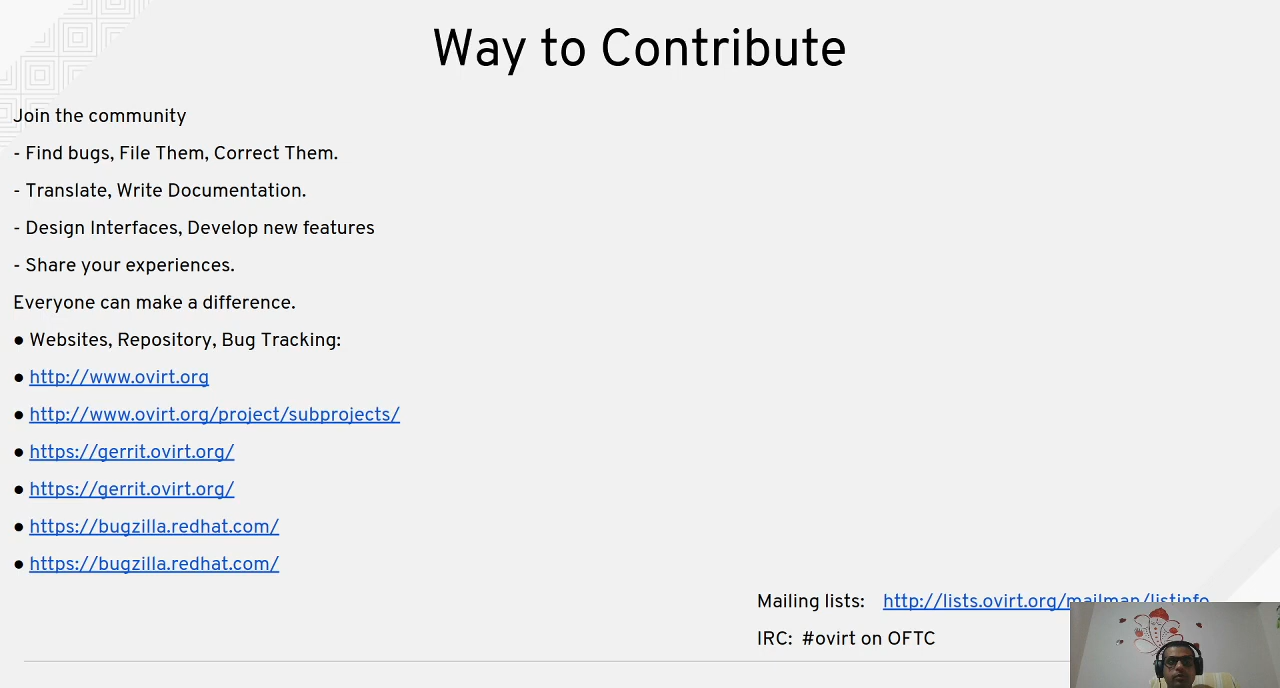 Way to Contribute
Join the community
- Find bugs, File Them, Correct Them.
- Translate, Write Documentation.
- Design Interfaces, Develop new features
- Share your experiences.
Everyone can make a difference.
● Websites, Repository, Bug Tracking:
● http://www.ovirt.org
● http://www.ovirt.org/project/subprojects/
● https://gerrit.ovirt.org/
● https://gerrit.ovirt.org/
● https://bugzilla.redhat.com/
● https://bugzilla.redhat.com/
Mailing lists: http://lists.ovirt.org/mailman/listinfo
IRC: #ovirt on OFTC